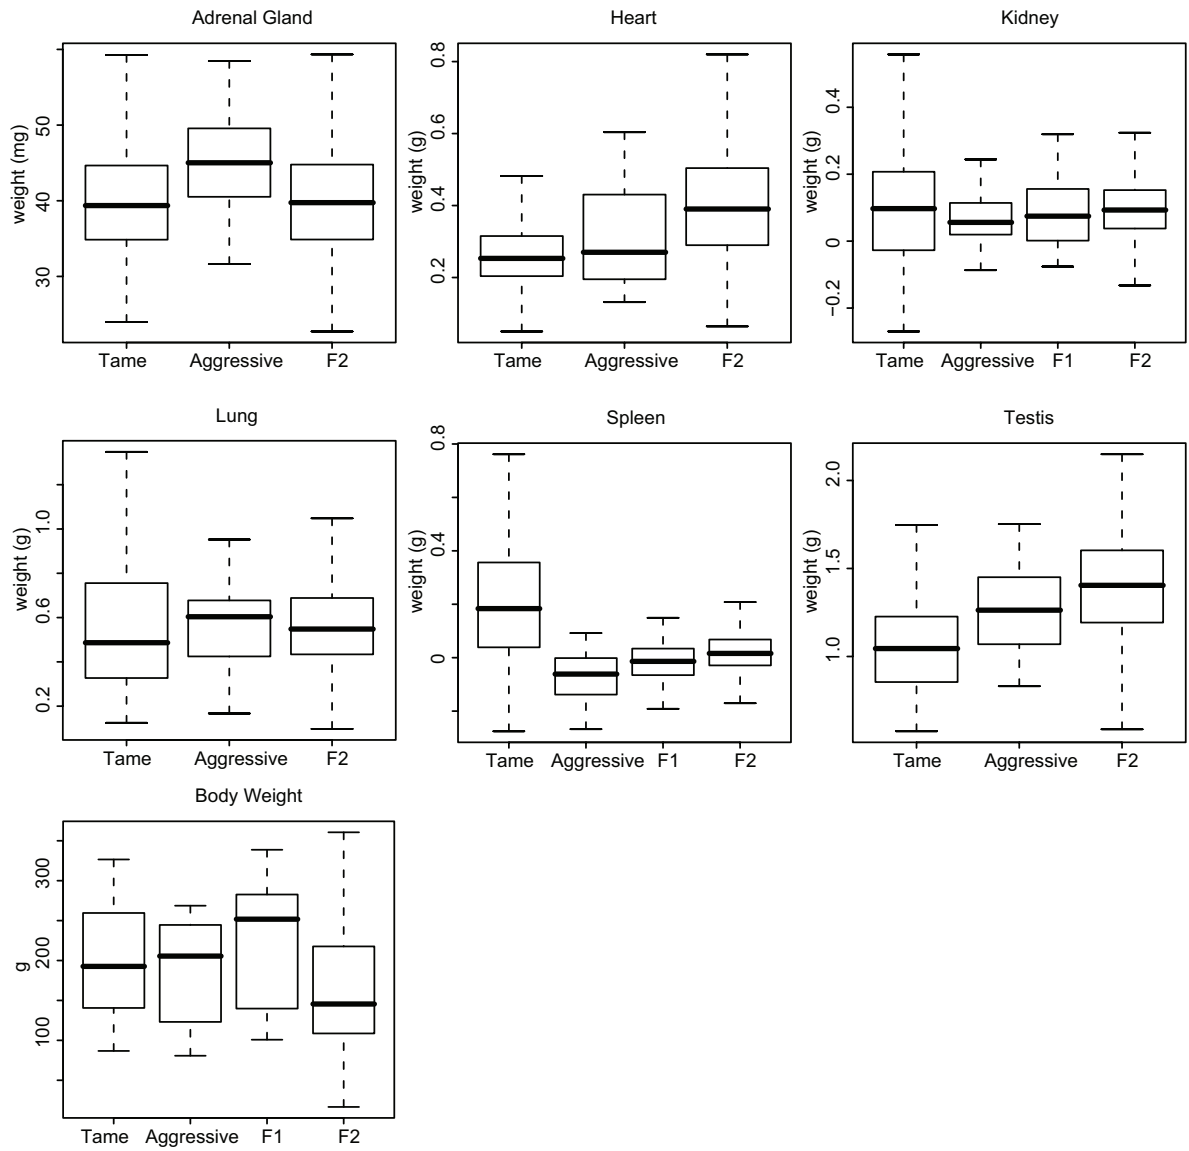 Adrenal Gland
weight (mg)
50
40
30
Tame Aggressive F2
Heart
weight (g)
0.8
0.6
0.4
0.2
Tame Aggressive F2
Kidney
weight (g)
0.4
0.2
0
−0.2
Tame Aggressive F1 F2
Lung
weight (g)
1.0
0.6
0.2
Tame Aggressive F2
Spleen
weight (g)
0.8
0.4
0
Tame Aggressive F1 F2
Testis
weight (g)
2.0
1.5
1.0
Tame Aggressive F2
Body Weight
g
300
200
100
Tame Aggressive F1 F2